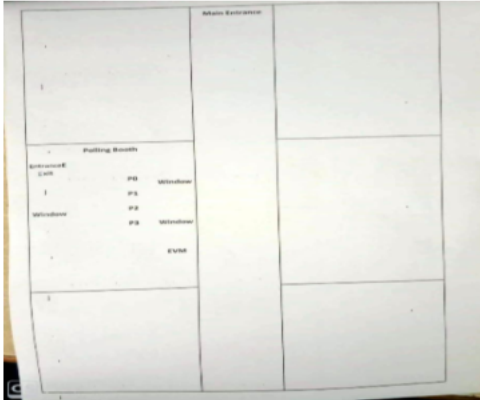 Main Entrance
Polling Booth
Entrance&
Exit
P0
Window
P1
P2
Window
P3
Window
EVM